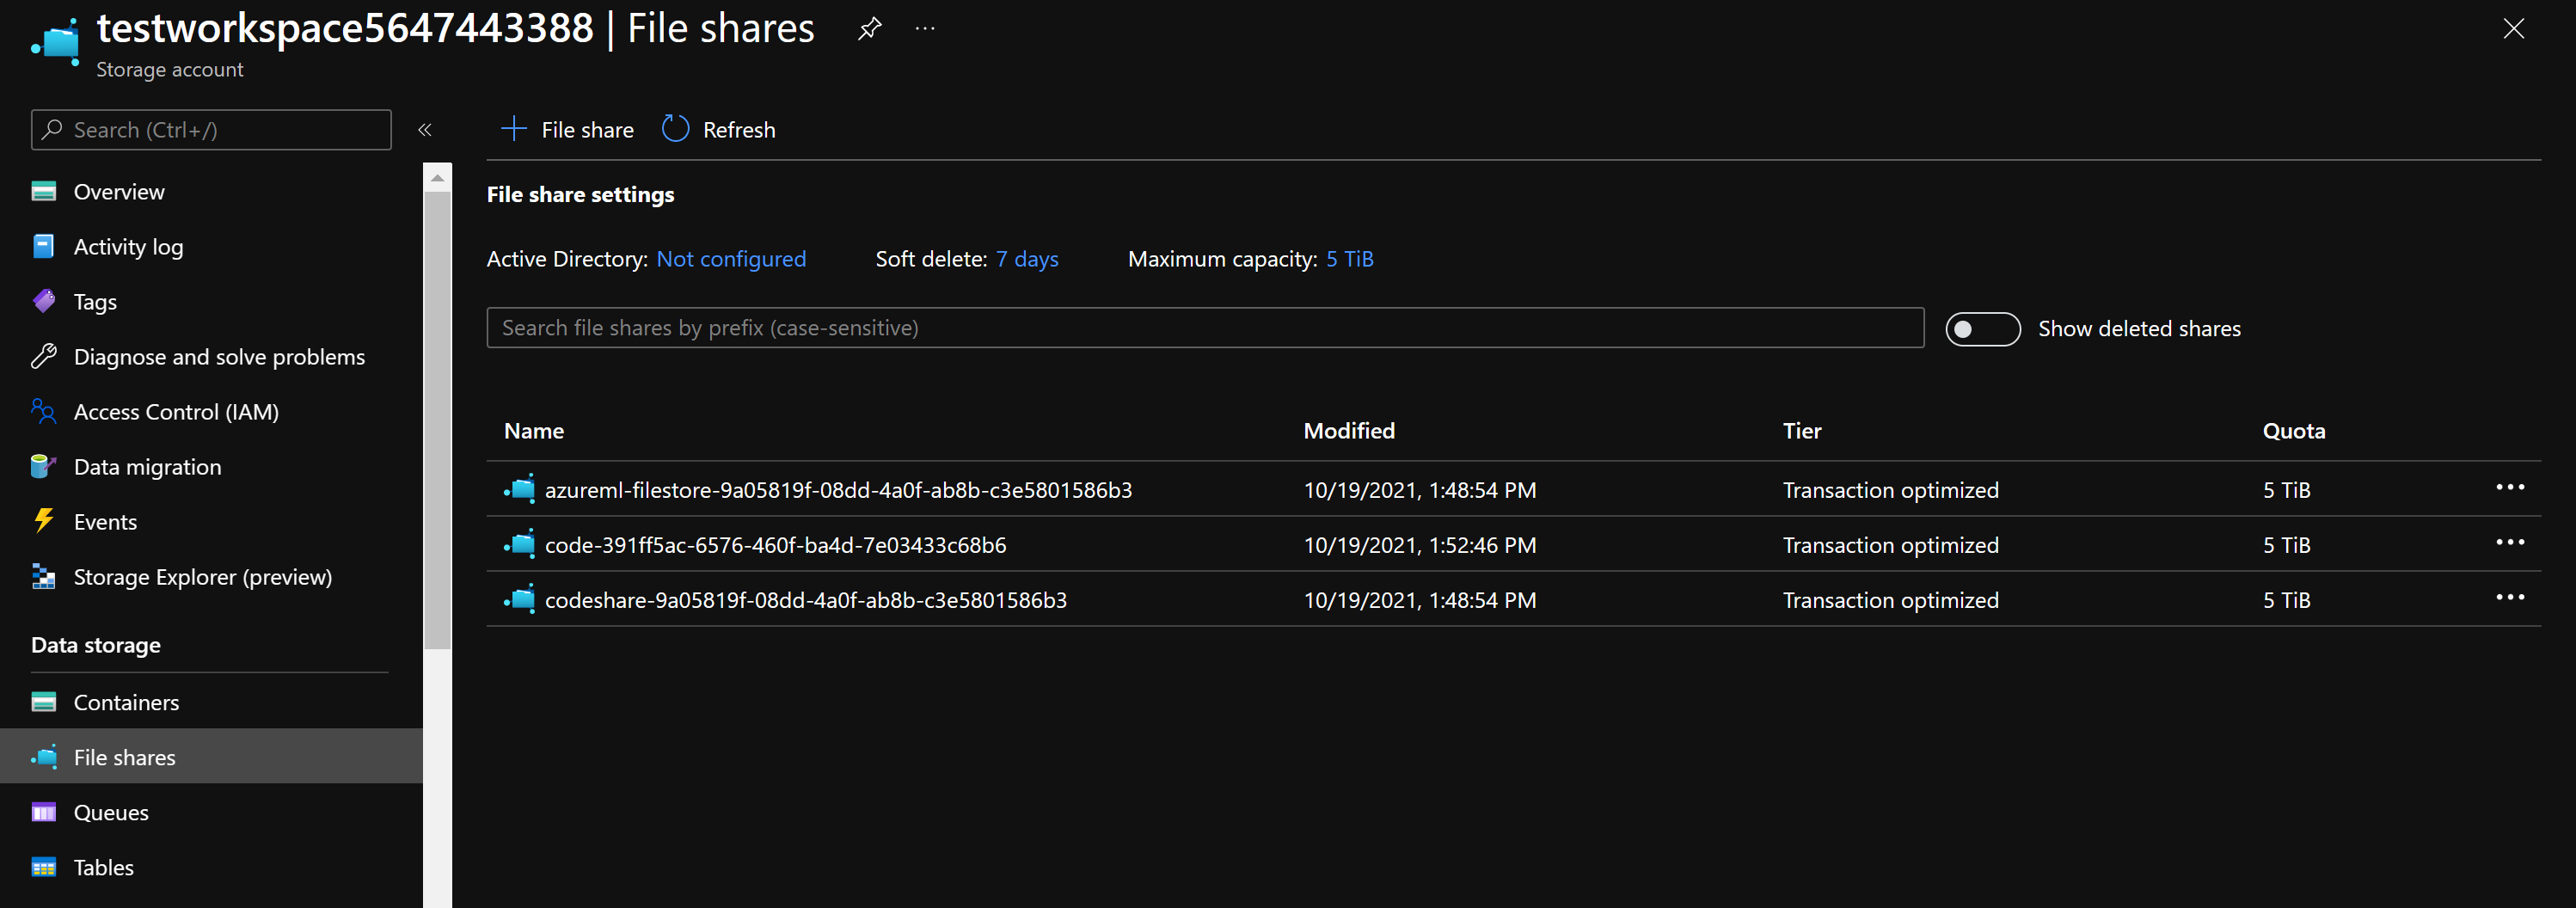 testworkspace5647443388 | File shares
Storage account
Search (Ctrl+/)
Overview
Activity log
Tags
Diagnose and solve problems
Access Control (IAM)
Data migration
Events
Storage Explorer (preview)
Data storage
Containers
File shares
Queues
Tables
File share
Refresh
File share settings
Active Directory: Not configured Soft delete: 7 days Maximum capacity: 5 TiB
Search file shares by prefix (case-sensitive)
Show deleted shares
Name Modified Tier Quota
azureml-filestore-9a05819f-08dd-4a0f-ab8b-c3e5801586b3 10/19/2021, 1:48:54 PM Transaction optimized 5 TiB
code-391ff5ac-6576-460f-ba4d-7e03433c68b6 10/19/2021, 1:52:46 PM Transaction optimized 5 TiB
codeshare-9a05819f-08dd-4a0f-ab8b-c3e5801586b3 10/19/2021, 1:48:54 PM Transaction optimized 5 TiB